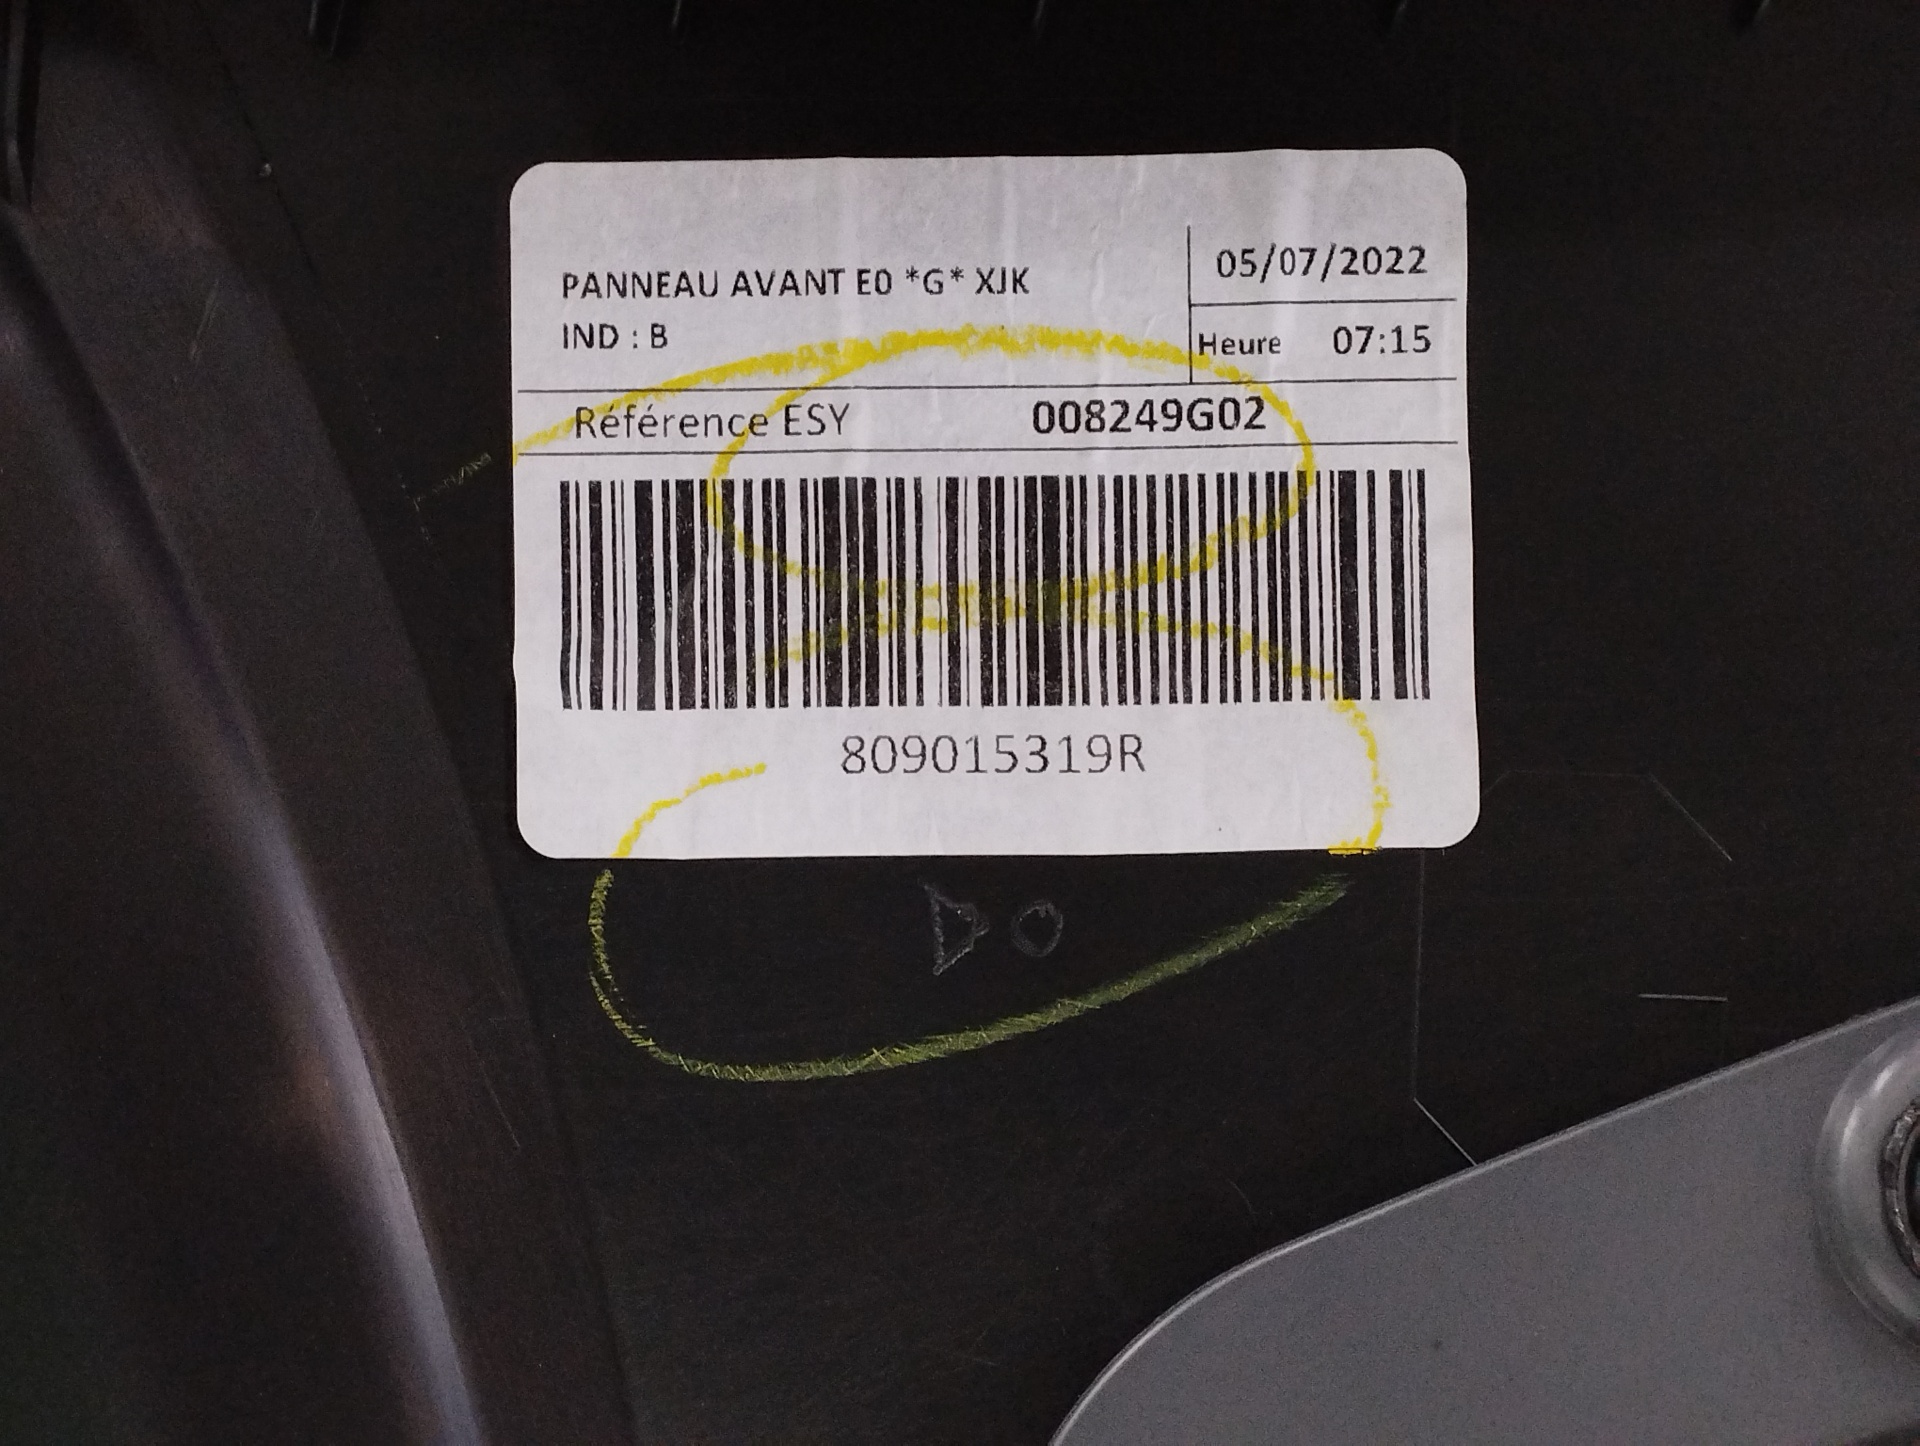 PANNEAU AVANT E0 *G* XJK
IND : B
05/07/2022
Heure 07:15
Référence ESY 008249G02
809015319R